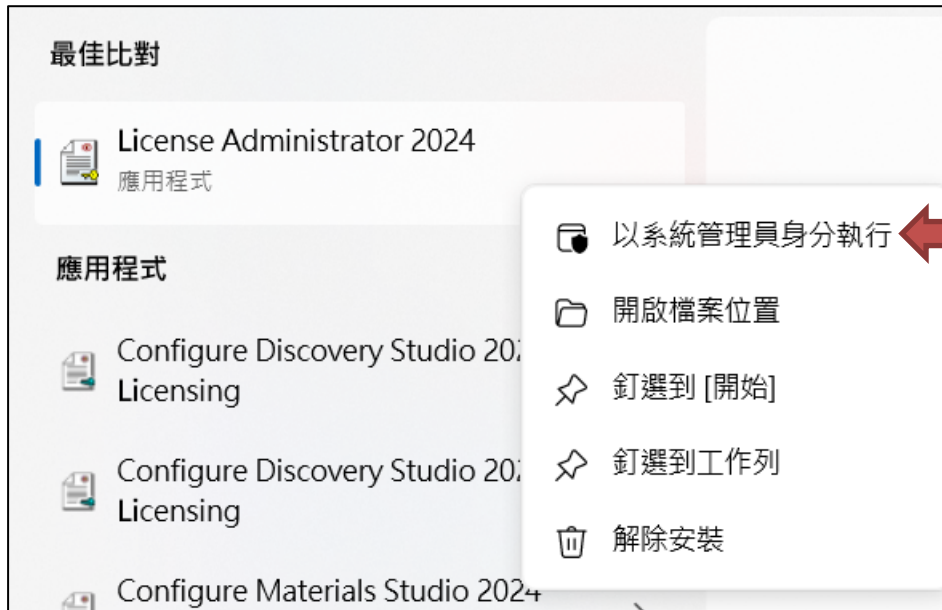 最佳比對
License Administrator 2024
應用程式
以系統管理員身分執行
應用程式
開啟檔案位置
Configure Discovery Studio 202
Licensing
釘選到 [開始]
釘選到工作列
Configure Discovery Studio 202
Licensing
解除安裝
Configure Materials Studio 2024